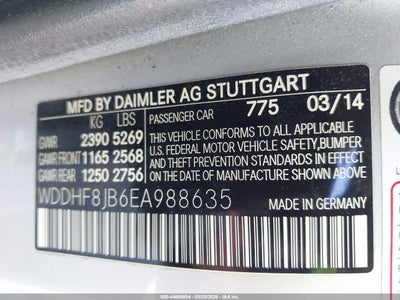 MFD BY DAIMLER AG STUTTGART
KG LBS
PASSENGER CAR 775 03/14
GVWR 2390 5269
GAWR FRONT 1165 2568
GAWR REAR 1250 2756
THIS VEHICLE CONFORMS TO ALL APPLICABLE
U.S. FEDERAL MOTOR VEHICLE SAFETY,BUMPER
AND THEFT PREVENTION STANDARDS IN EFFECT ON
THE DATE OF MANUFACTURE SHOWN ABOVE.
WDDHF8JB6EA988635
MADE IN GERMANY